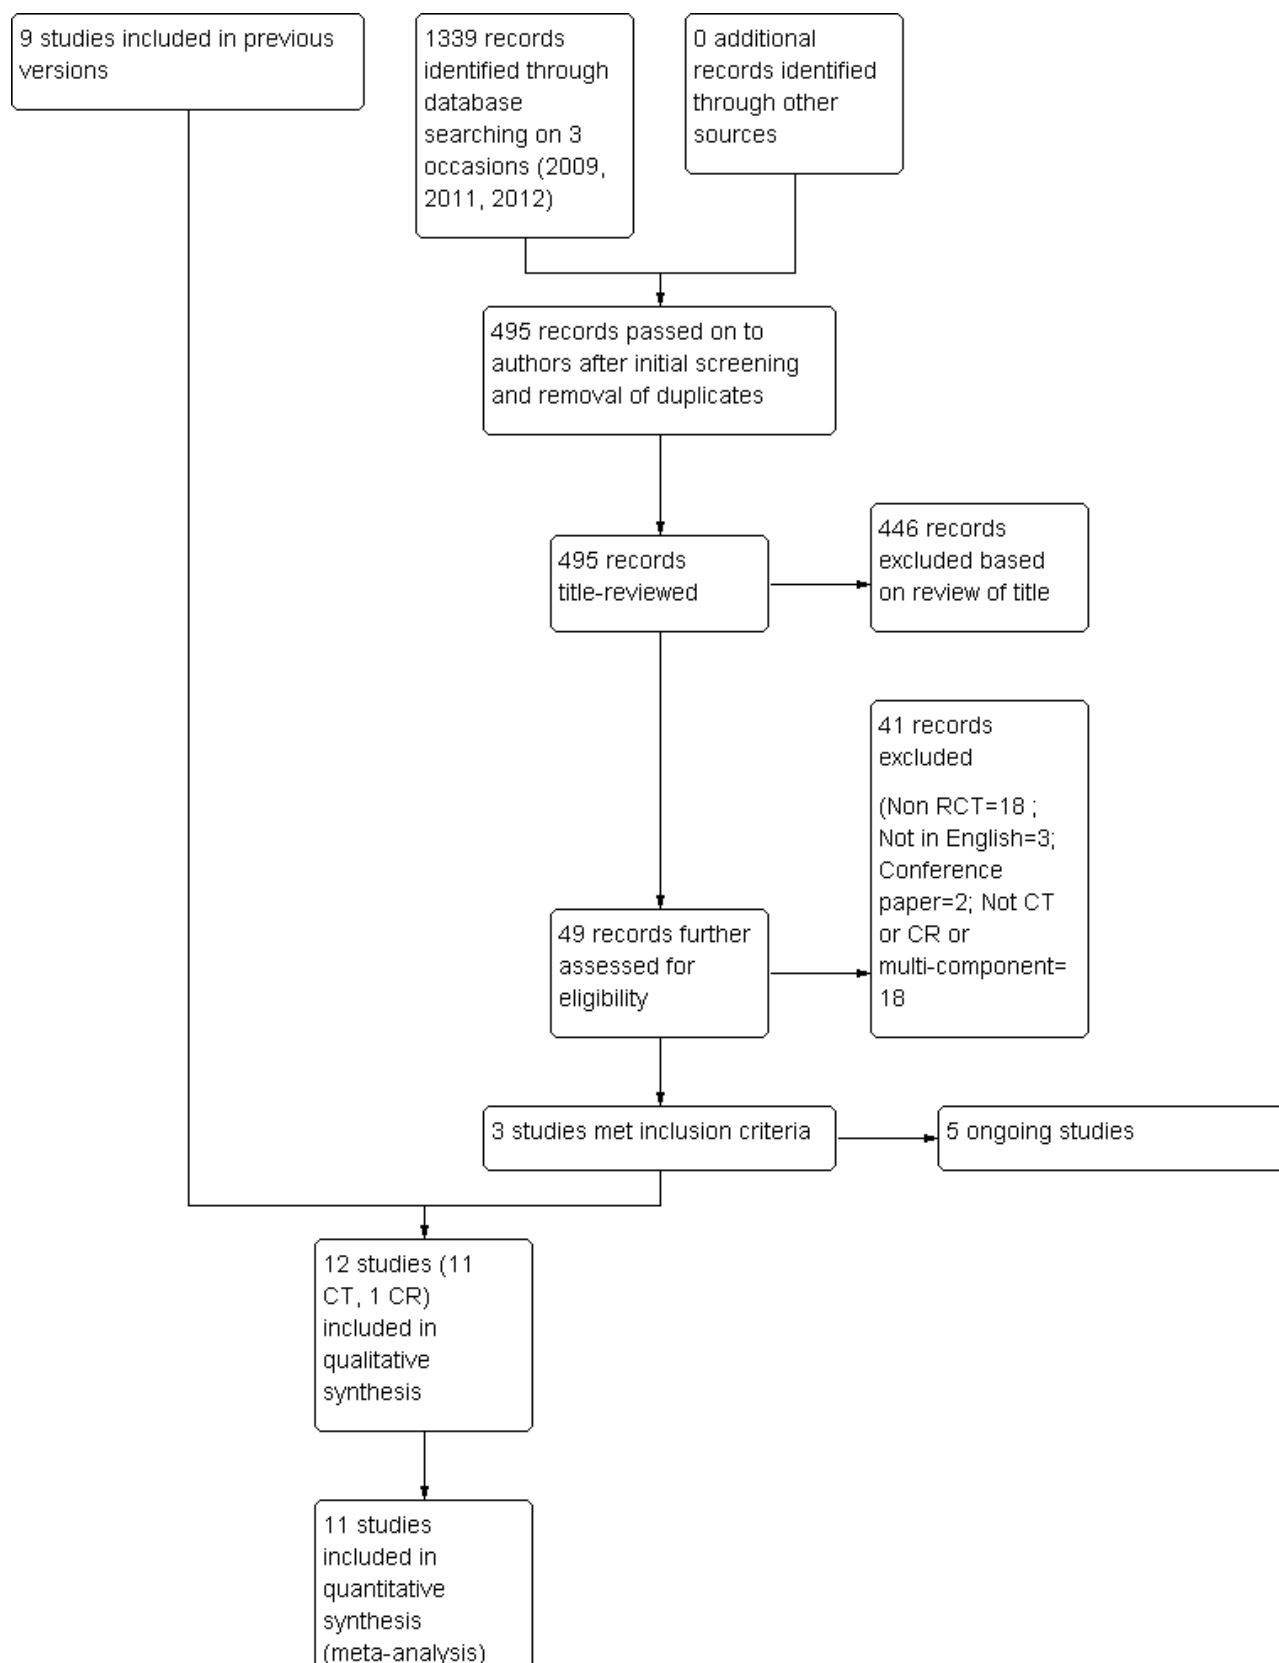 9 studies included in previous
versions
1339 records
identified through
database
searching on 3
occasions (2009,
2011, 2012)
0 additional
records identified
through other
sources
495 records passed on to
authors after initial screening
and removal of duplicates
495 records
title-reviewed
446 records
excluded based
on review of title
41 records
excluded
(Non RCT=18 ;
Not in English=3;
Conference
paper=2; Not CT
or CR or
multi-component=
18
49 records further
assessed for
eligibility
3 studies met inclusion criteria
5 ongoing studies
12 studies (11
CT, 1 CR)
included in
qualitative
synthesis
11 studies
included in
quantitative
synthesis
(meta-analysis)